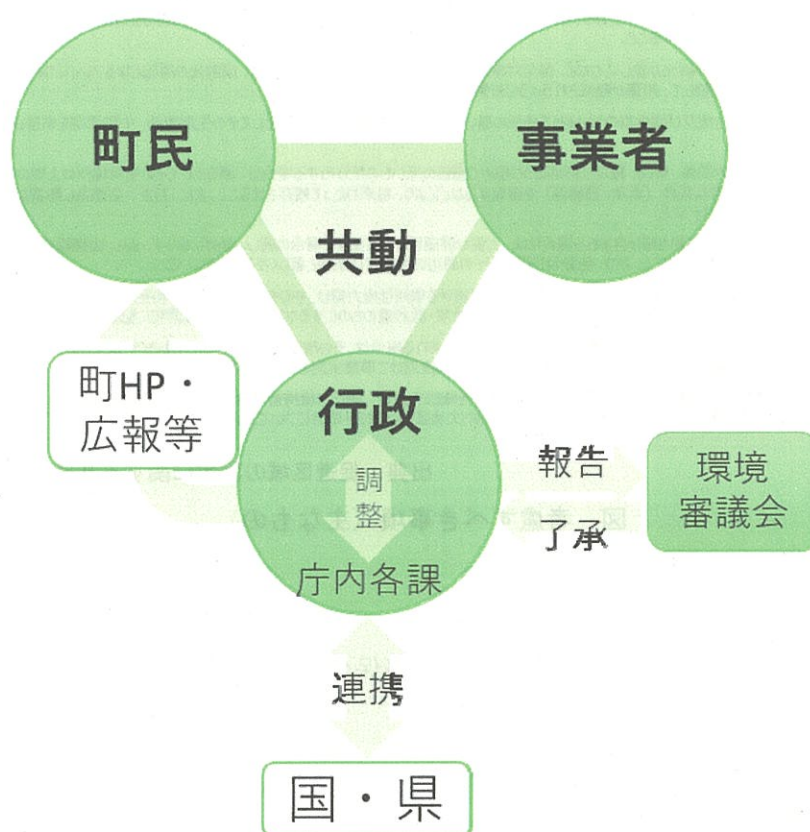 町民
事業者
共動
町HP・
広報等
行政
調
整
庁内各課
報告
了承
環境
審議会
連携
国・県